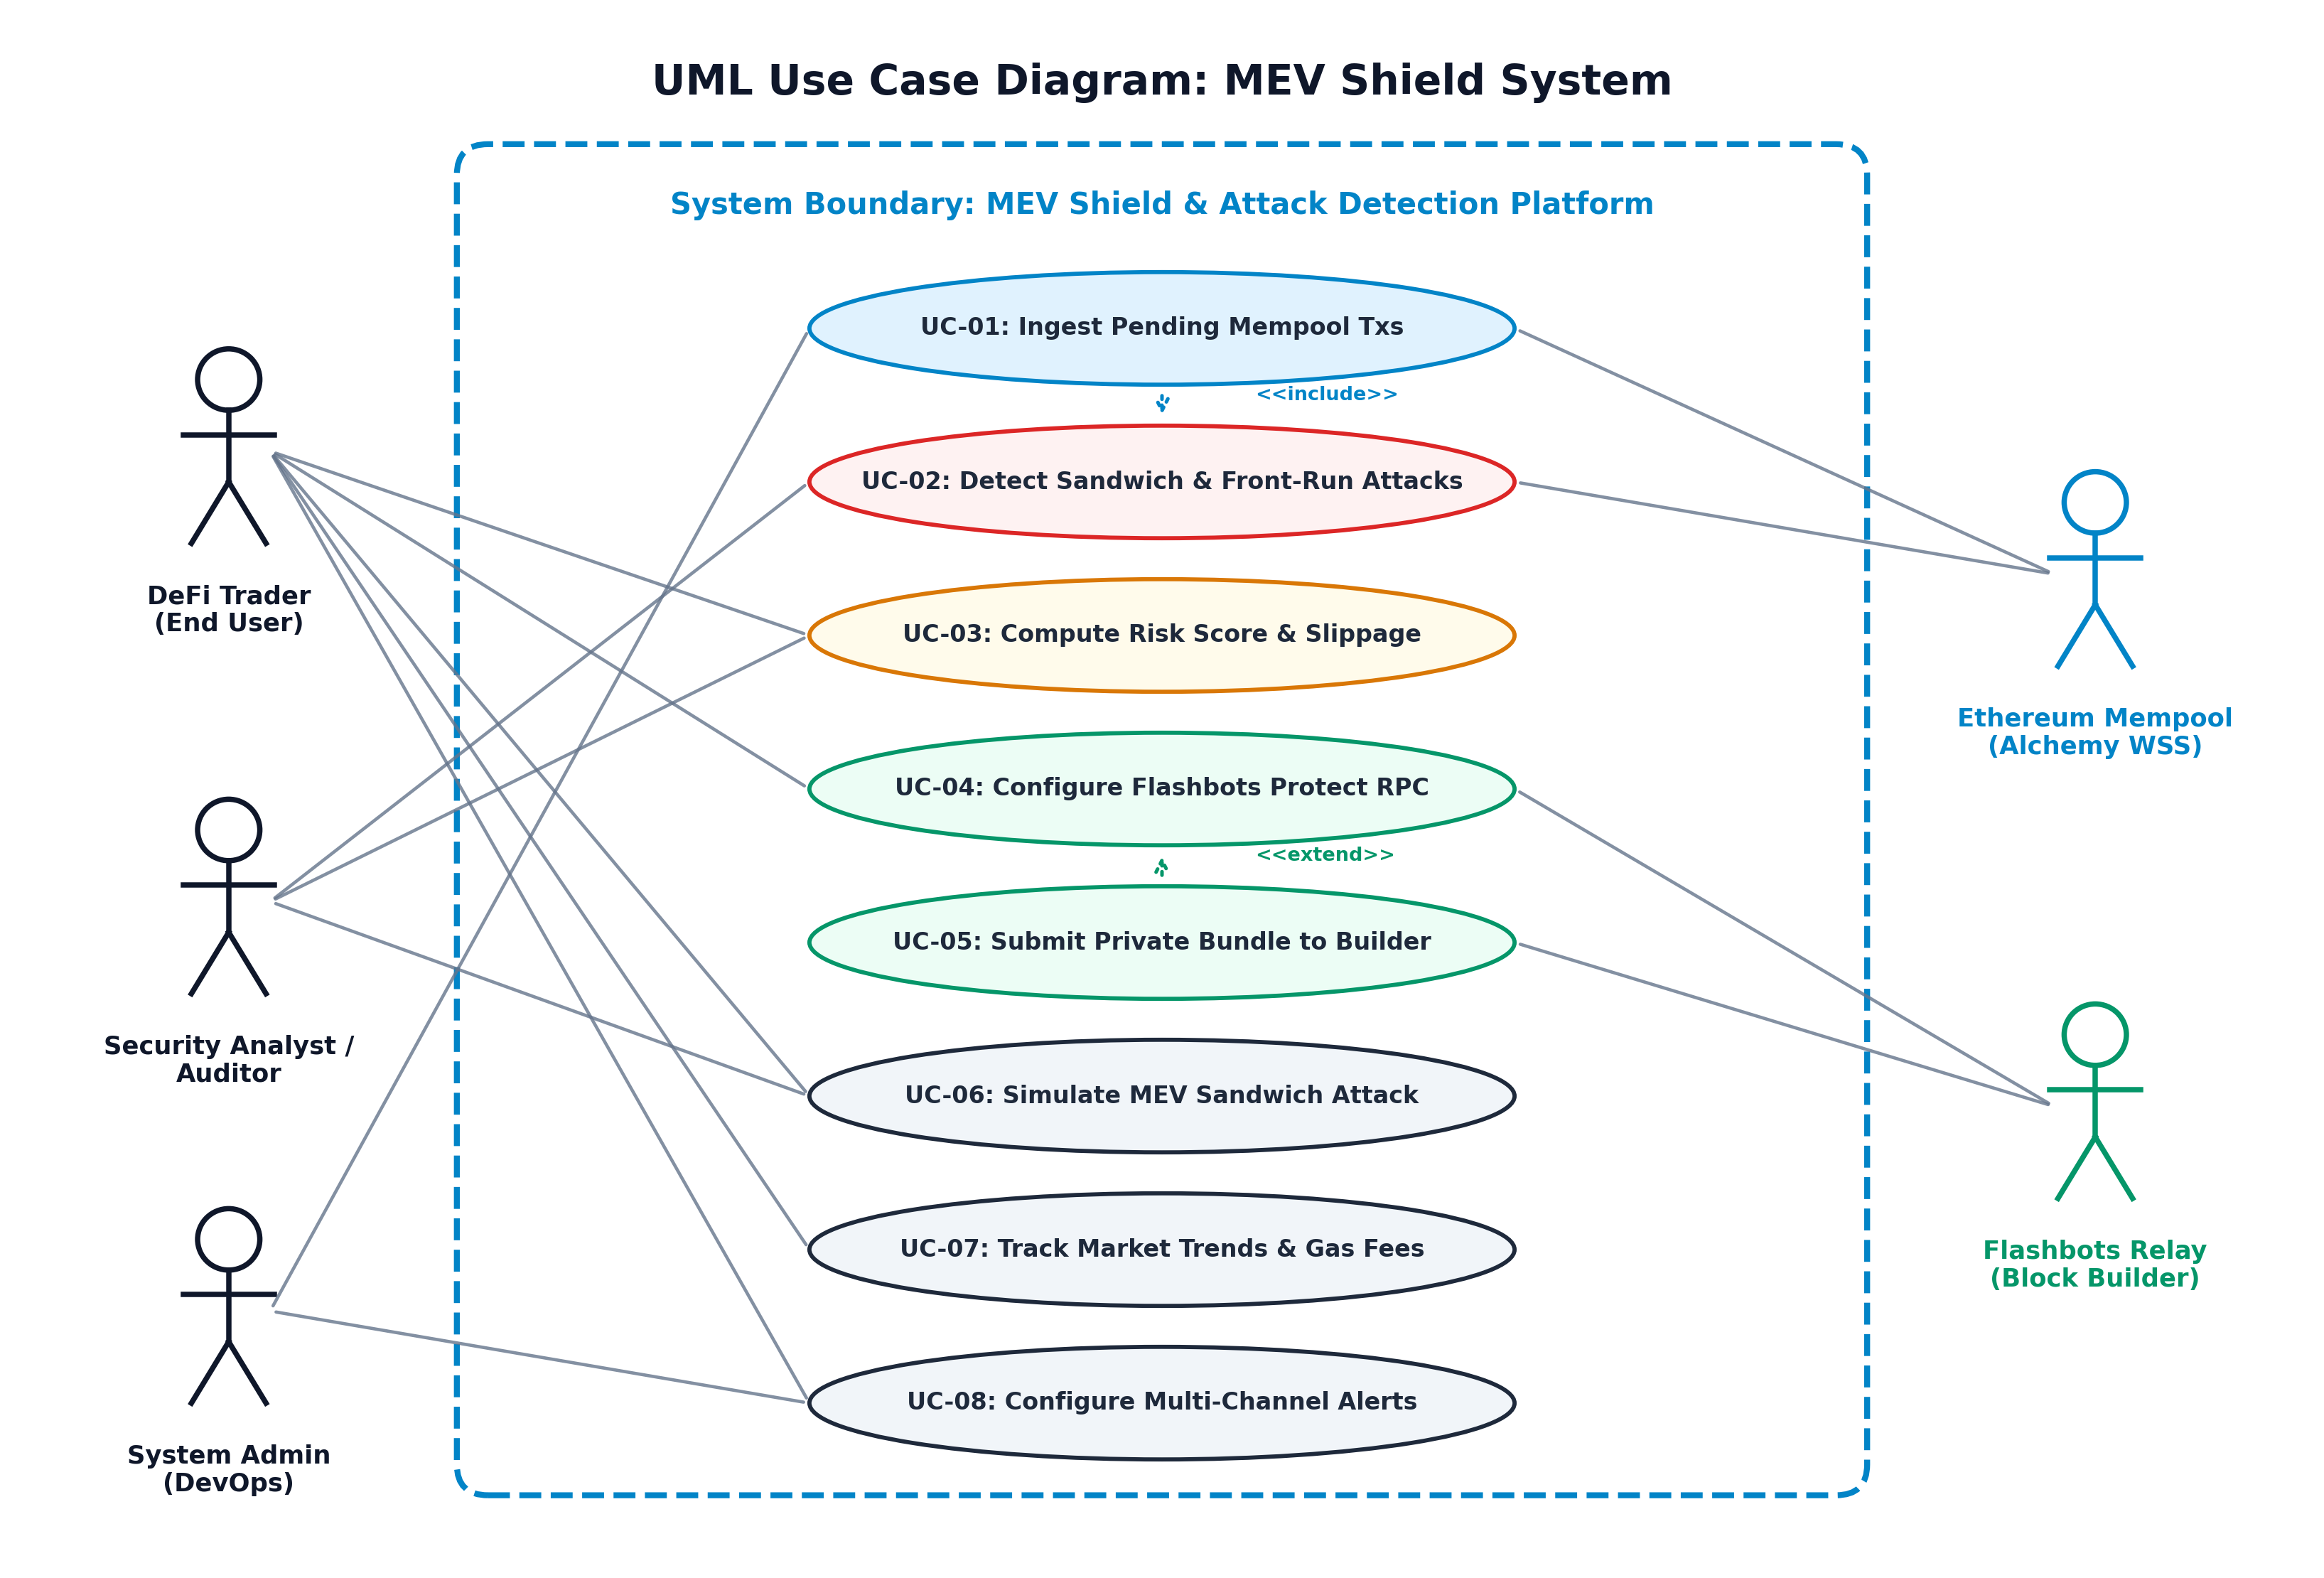 UML Use Case Diagram: MEV Shield System
System Boundary: MEV Shield & Attack Detection Platform
UC-01: Ingest Pending Mempool Txs
<<include>>
UC-02: Detect Sandwich & Front-Run Attacks
UC-03: Compute Risk Score & Slippage
UC-04: Configure Flashbots Protect RPC
<<extend>>
UC-05: Submit Private Bundle to Builder
UC-06: Simulate MEV Sandwich Attack
UC-07: Track Market Trends & Gas Fees
UC-08: Configure Multi-Channel Alerts
DeFi Trader
(End User)
Security Analyst /
Auditor
System Admin
(DevOps)
Ethereum Mempool
(Alchemy WSS)
Flashbots Relay
(Block Builder)